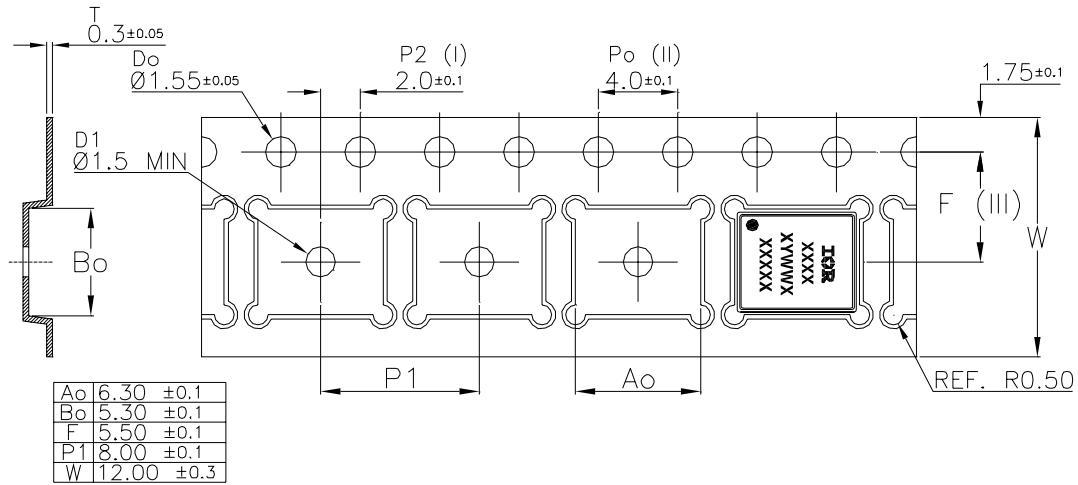 T
0.3±0.05
Do
Ø1.55±0.05
P2 (I)
2.0±0.1
Po (II)
4.0±0.1
1.75±0.1
D1
Ø1.5 MIN
F (III)
W
Bo
IOR
XXXX
XYWWX
XXXXX
P1
Ao
REF. R0.50
Ao 6.30 ±0.1
Bo 5.30 ±0.1
F 5.50 ±0.1
P1 8.00 ±0.1
W 12.00 ±0.3